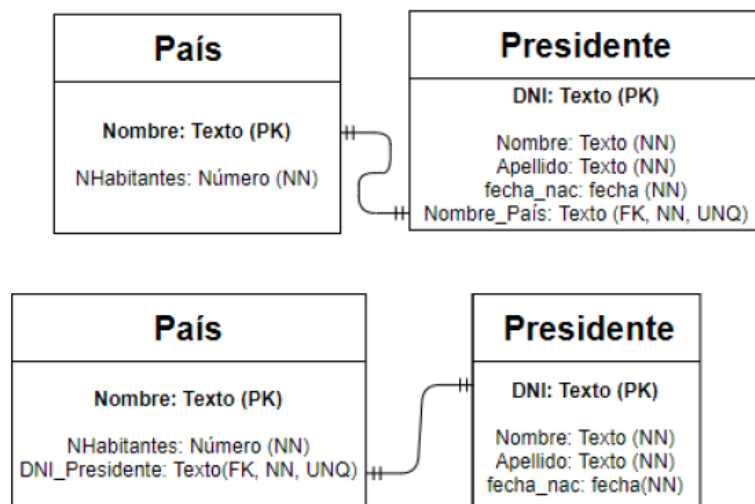 País
Nombre: Texto (PK)
NHabitantes: Número (NN)
Presidente
DNI: Texto (PK)
Nombre: Texto (NN)
Apellido: Texto (NN)
fecha_nac: fecha (NN)
Nombre_País: Texto (FK, NN, UNQ)
País
Nombre: Texto (PK)
NHabitantes: Número (NN)
DNI_Presidente: Texto(FK, NN, UNQ)
Presidente
DNI: Texto (PK)
Nombre: Texto (NN)
Apellido: Texto (NN)
fecha_nac: fecha(NN)